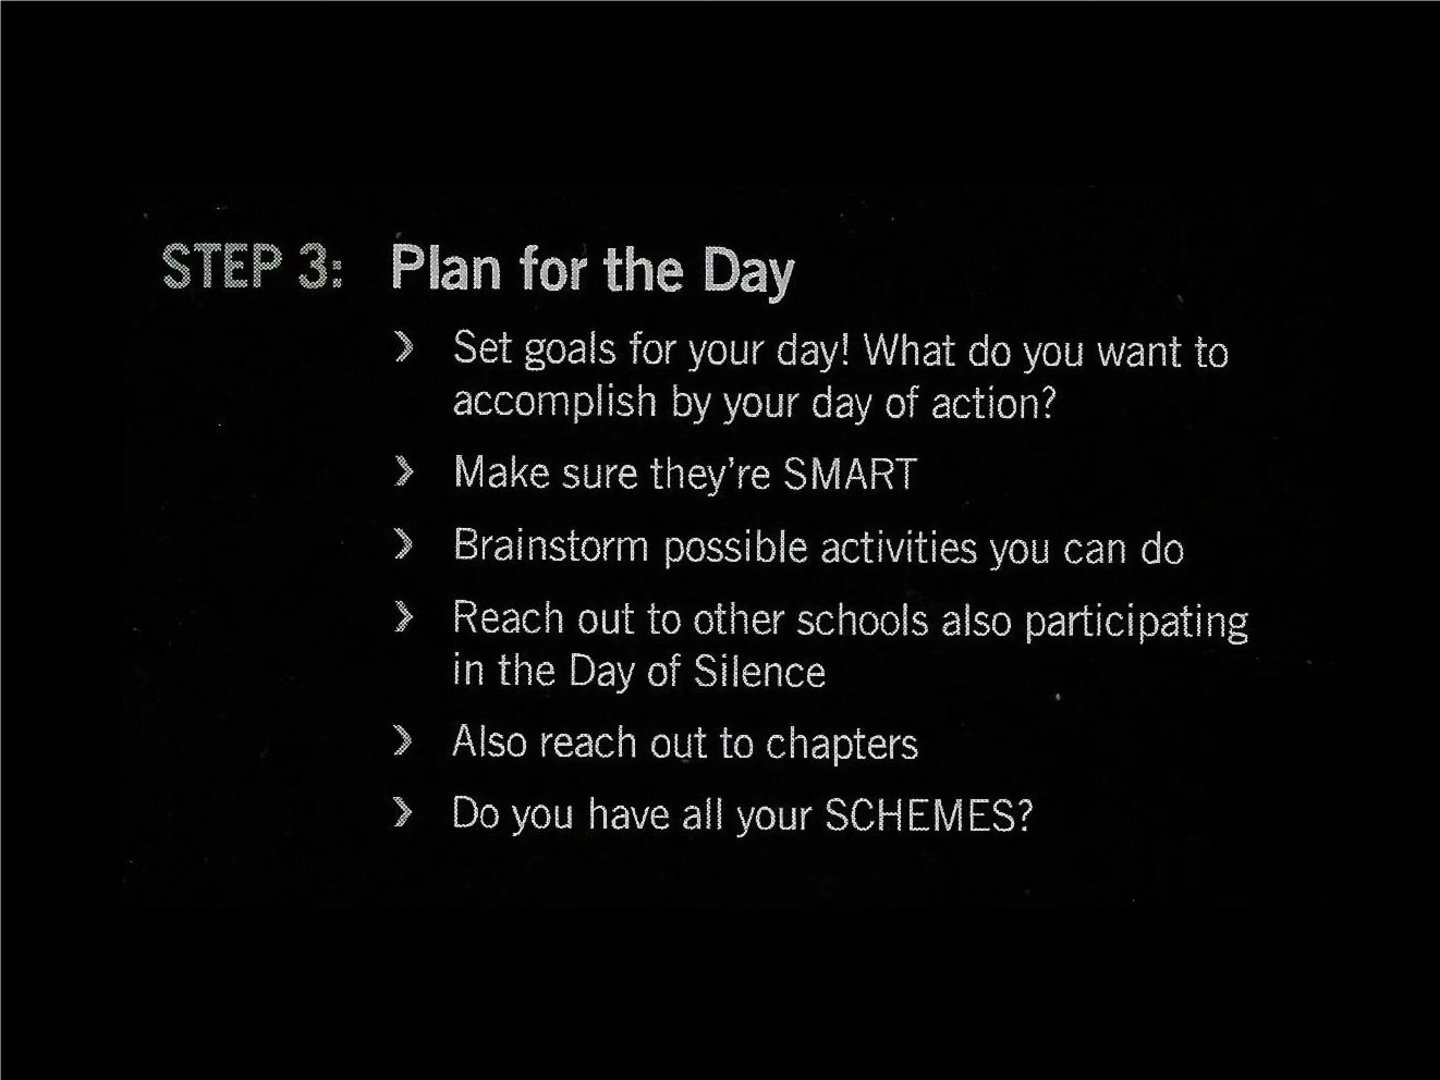 STEP 3: Plan for the Day
❯ Set goals for your day! What do you want to
accomplish by your day of action?
❯ Make sure they're SMART
❯ Brainstorm possible activities you can do
❯ Reach out to other schools also participating
in the Day of Silence
❯ Also reach out to chapters
❯ Do you have all your SCHEMES?